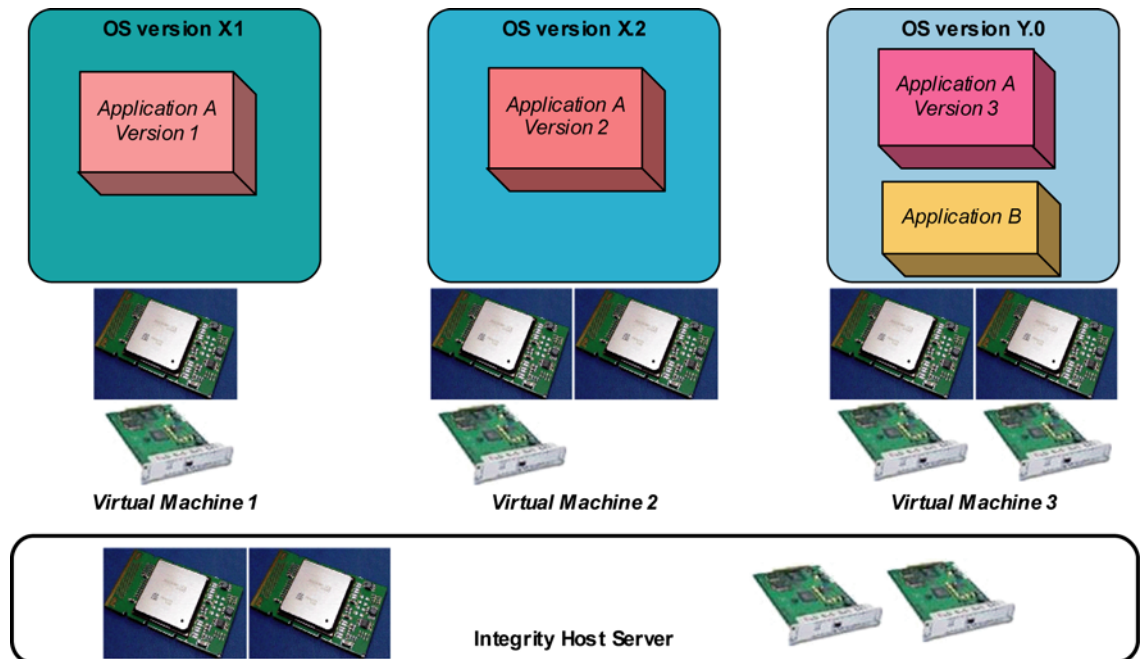 OS version X1
OS version X.2
OS version Y.0
Application A
Version 1
Application A
Version 2
Application A
Version 3
Application B
Virtual Machine 1
Virtual Machine 2
Virtual Machine 3
Integrity Host Server